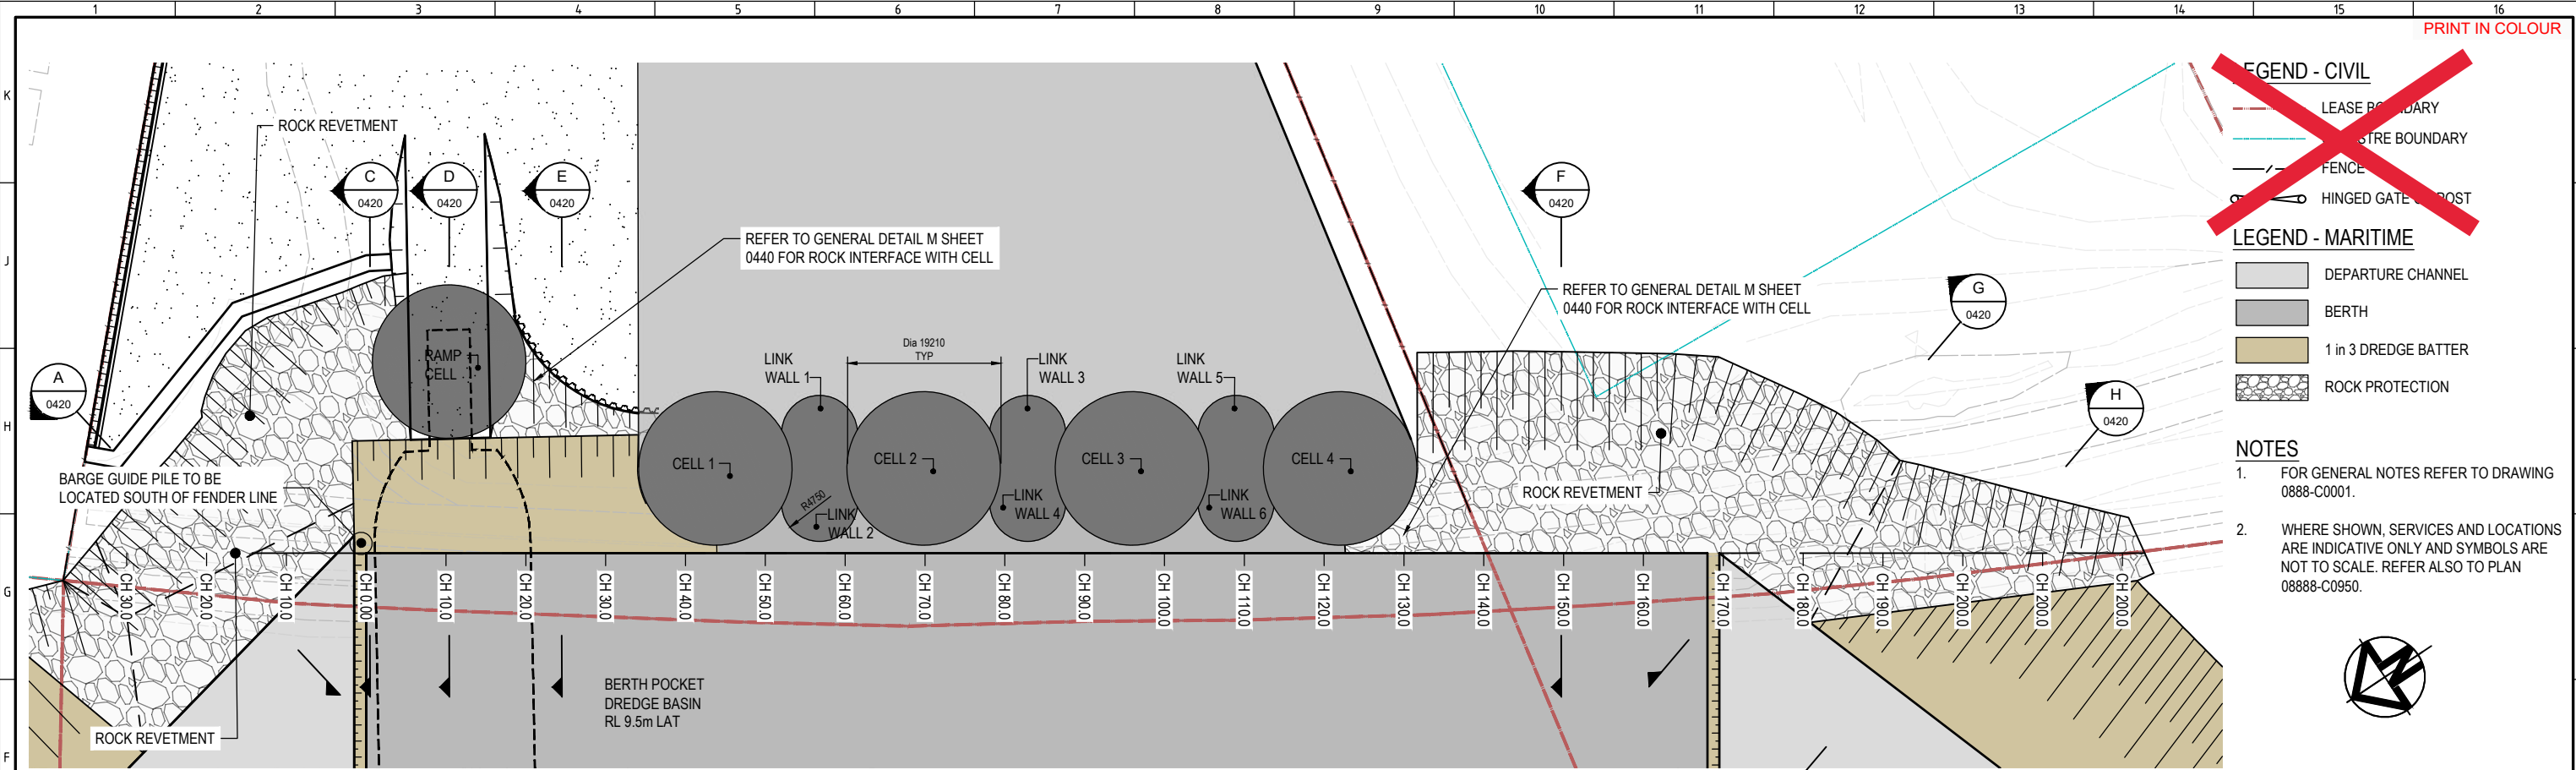 1 2 3 4 5 6 7 8 9 10 11 12 13 14 15 16
PRINT IN COLOUR
K
J
H
G
F
ROCK REVETMENT
C
0420
D
0420
E
0420
REFER TO GENERAL DETAIL M SHEET
0440 FOR ROCK INTERFACE WITH CELL
F
0420
REFER TO GENERAL DETAIL M SHEET
0440 FOR ROCK INTERFACE WITH CELL
G
0420
H
0420
A
0420
RAMP
CELL
LINK
WALL 1
Dia 19210
TYP
LINK
WALL 3
LINK
WALL 5
CELL 1
CELL 2
CELL 3
CELL 4
R4750
LINK
WALL 2
LINK
WALL 4
LINK
WALL 6
BARGE GUIDE PILE TO BE
LOCATED SOUTH OF FENDER LINE
ROCK REVETMENT
CH 30.0
CH 20.0
CH 10.0
CH 0.00
CH 10.0
CH 20.0
CH 30.0
CH 40.0
CH 50.0
CH 60.0
CH 70.0
CH 80.0
CH 90.0
CH 100.0
CH 110.0
CH 120.0
CH 130.0
CH 140.0
CH 150.0
CH 160.0
CH 170.0
CH 180.0
CH 190.0
CH 200.0
CH 200.0
CH 200.0
BERTH POCKET
DREDGE BASIN
RL 9.5m LAT
ROCK REVETMENT
LEGEND - CIVIL
LEASE BOUNDARY
BOUNDARY
FENCE
HINGED GATE POST
LEGEND - MARITIME
DEPARTURE CHANNEL
BERTH
1 in 3 DREDGE BATTER
ROCK PROTECTION
NOTES
1. FOR GENERAL NOTES REFER TO DRAWING
0888-C0001.
2. WHERE SHOWN, SERVICES AND LOCATIONS
ARE INDICATIVE ONLY AND SYMBOLS ARE
NOT TO SCALE. REFER ALSO TO PLAN
08888-C0950.
N